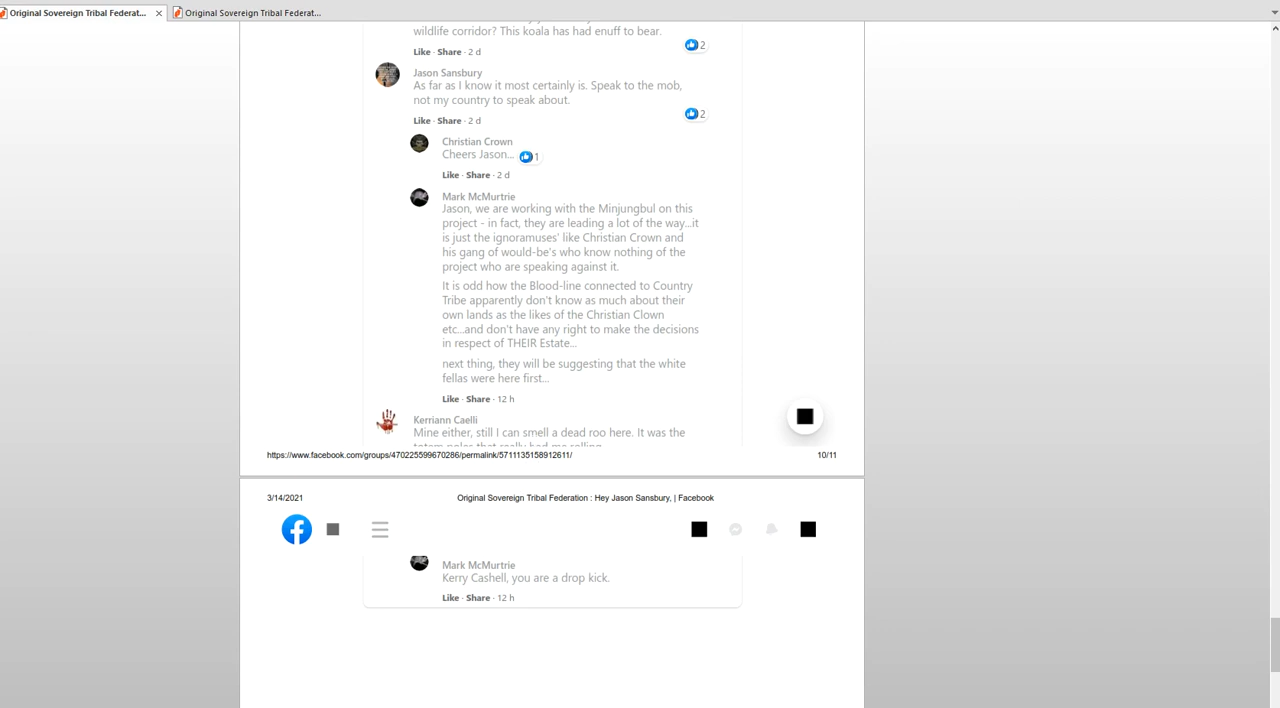 Original Sovereign Tribal Federat... ×
Original Sovereign Tribal Federat...
wildlife corridor? This koala has had enuff to bear.
2
Like · Share · 2 d
Jason Sansbury
As far as I know it most certainly is. Speak to the mob,
not my country to speak about.
2
Like · Share · 2 d
Christian Crown
Cheers Jason... 1
Like · Share · 2 d
Mark McMurtrie
Jason, we are working with the Minjungbul on this
project - in fact, they are leading a lot of the way...it
is just the ignoramuses' like Christian Crown and
his gang of would-be's who know nothing of the
project who are speaking against it.
It is odd how the Blood-line connected to Country
Tribe apparently don't know as much about their
own lands as the likes of the Christian Clown
etc...and don't have any right to make the decisions
in respect of THEIR Estate...
next thing, they will be suggesting that the white
fellas were here first...
Like · Share · 12 h
Kerriann Caelli
Mine either, still I can smell a dead roo here. It was the
https://www.facebook.com/groups/470225599670286/permalink/5711135158912611/ 10/11
3/14/2021 Original Sovereign Tribal Federation : Hey Jason Sansbury, | Facebook
Mark McMurtrie
Kerry Cashell, you are a drop kick.
Like · Share · 12 h